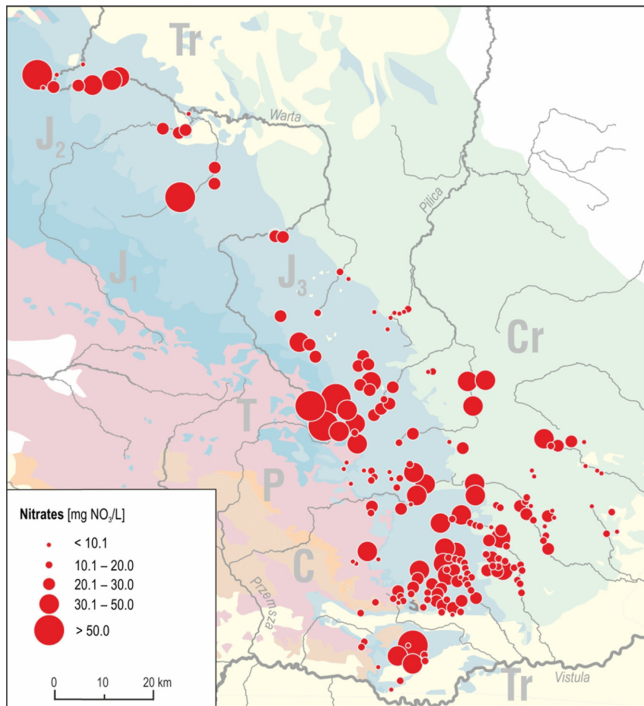 Tr
Warta
J2
Pilica
J1
J3
Cr
T
P
C
Przemsza
S
Tr
Vistula
Nitrates [mg NO3/L]
< 10.1
10.1 – 20.0
20.1 – 30.0
30.1 – 50.0
> 50.0
0 10 20 km